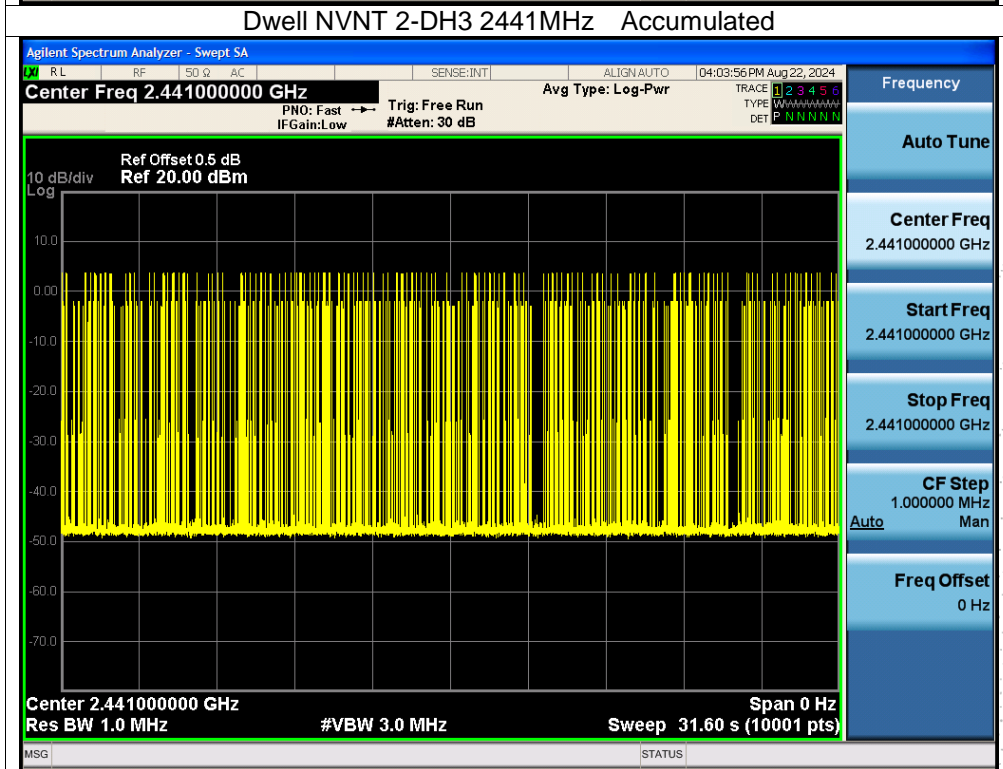 Dwell NVNT 2-DH3 2441MHz Accumulated
Agilent Spectrum Analyzer - Swept SA
LXI RL RF 50 Ω AC SENSE:INT ALIGN AUTO 04:03:56 PM Aug 22, 2024
Center Freq 2.441000000 GHz Avg Type: Log-Pwr TRACE 1 2 3 4 5 6
PNO: Fast Trig: Free Run TYPE WWWWWW
IFGain:Low #Atten: 30 dB DET P N N N N N
Frequency
Auto Tune
Ref Offset 0.5 dB
10 dB/div Ref 20.00 dBm
Log
10.0
0.00
-10.0
-20.0
-30.0
-40.0
-50.0
-60.0
-70.0
Center Freq
2.441000000 GHz
Start Freq
2.441000000 GHz
Stop Freq
2.441000000 GHz
CF Step
1.000000 MHz
Auto Man
Freq Offset
0 Hz
Center 2.441000000 GHz Span 0 Hz
Res BW 1.0 MHz #VBW 3.0 MHz Sweep 31.60 s (10001 pts)
MSG STATUS